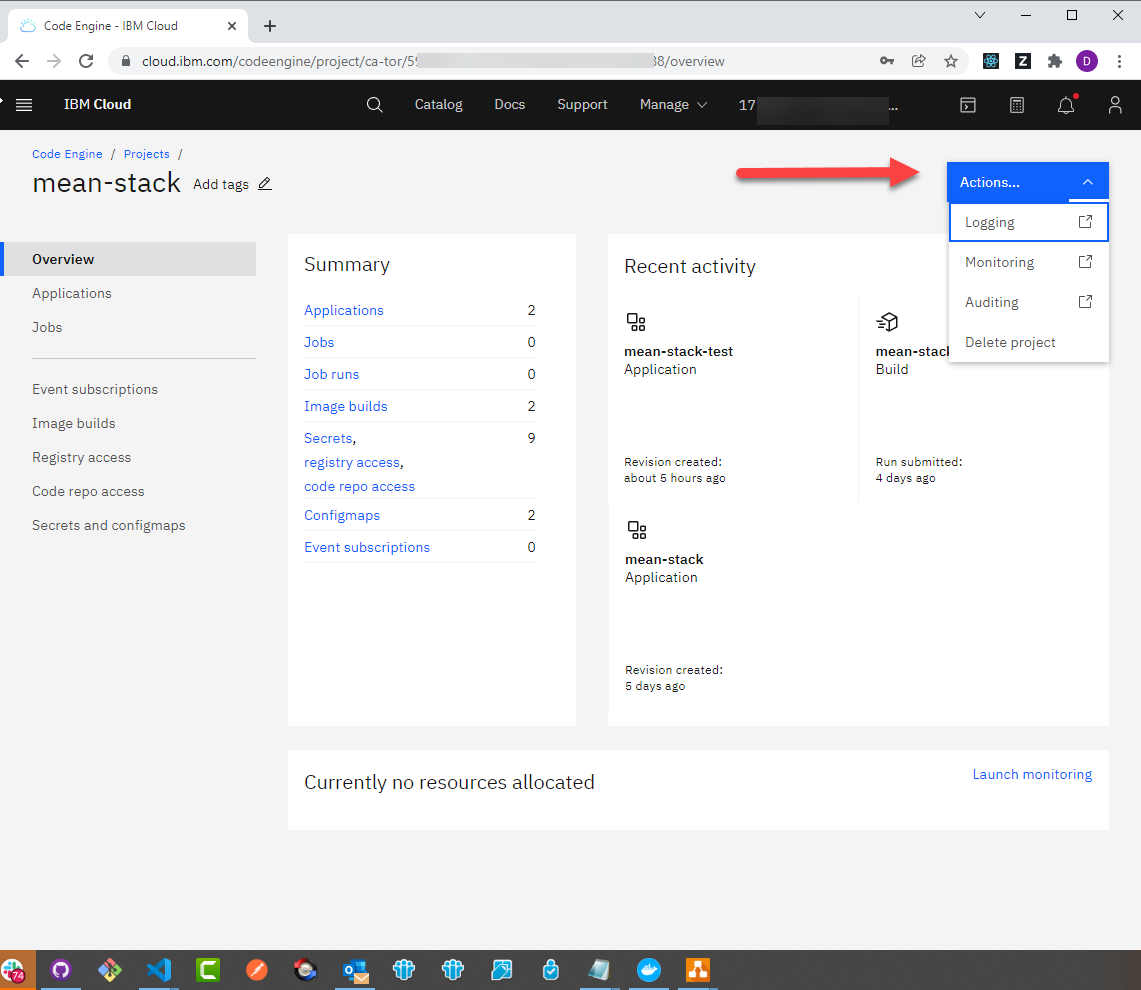 Code Engine - IBM Cloud
cloud.ibm.com/codeengine/project/ca-tor/59
38/overview
D
IBM Cloud
Catalog
Docs
Support
Manage
17
...
Code Engine / Projects /
mean-stack
Add tags
Actions...
Logging
Monitoring
Auditing
Delete project
Overview
Applications
Jobs
Event subscriptions
Image builds
Registry access
Code repo access
Secrets and configmaps
Summary
Applications 2
Jobs 0
Job runs 0
Image builds 2
Secrets, 9
registry access,
code repo access
Configmaps 2
Event subscriptions 0
Recent activity
mean-stack-test
Application
Revision created:
about 5 hours ago
mean-stack
Build
Run submitted:
4 days ago
mean-stack
Application
Revision created:
5 days ago
Currently no resources allocated
Launch monitoring
74